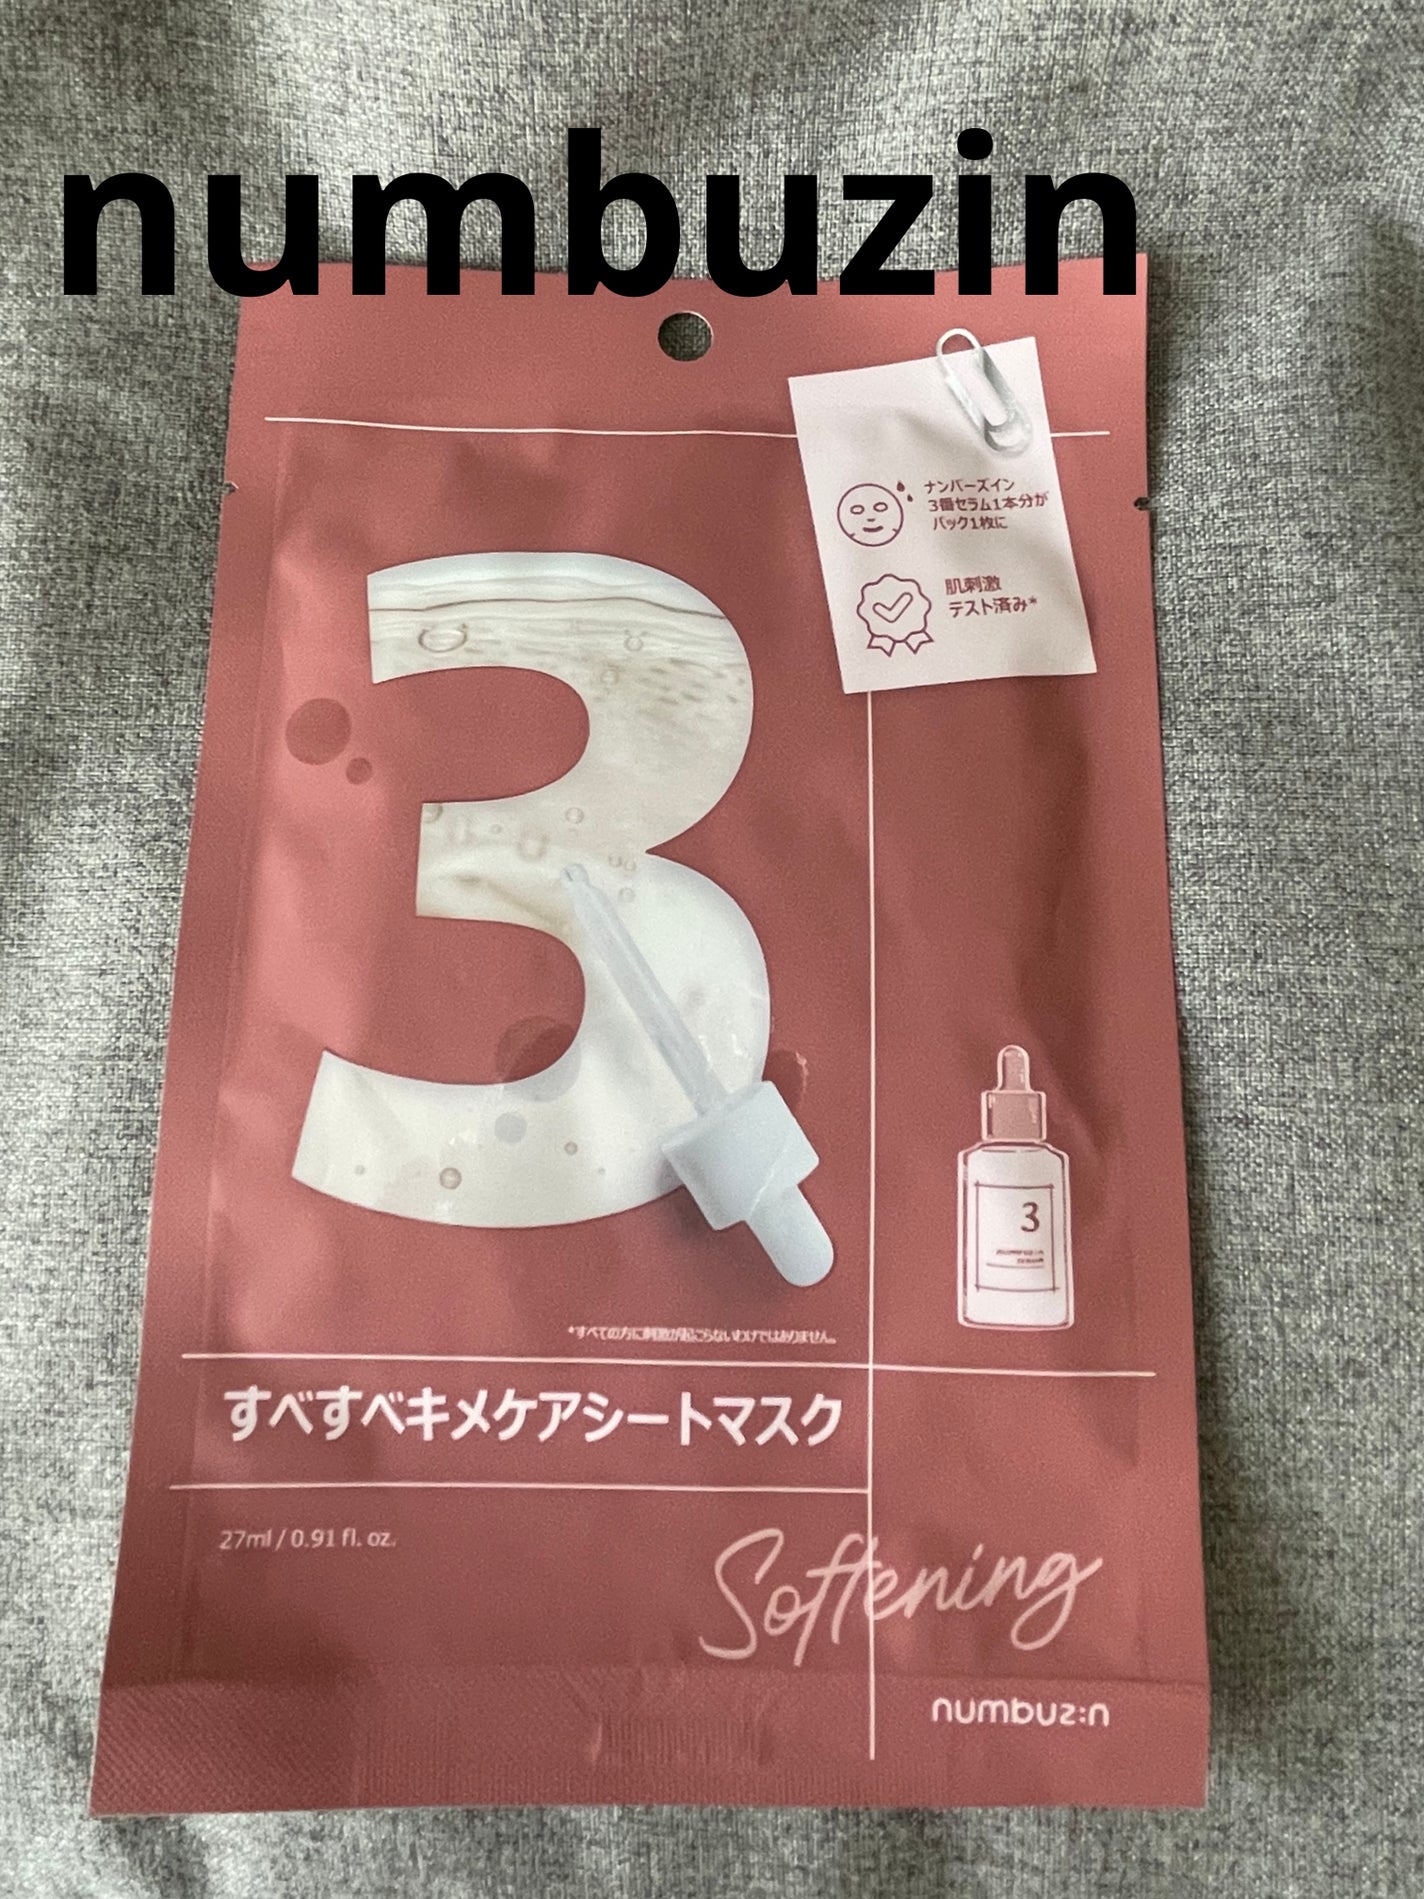 numbuzin
ナンバーズイン
3番セラム1本分が
パック1枚に
肌刺激
テスト済み*
3
3
*すべての方に刺激が起こらないわけではありません。
すべすべキメケアシートマスク
27ml / 0.91 fl. oz.
Softening
numbuz:n